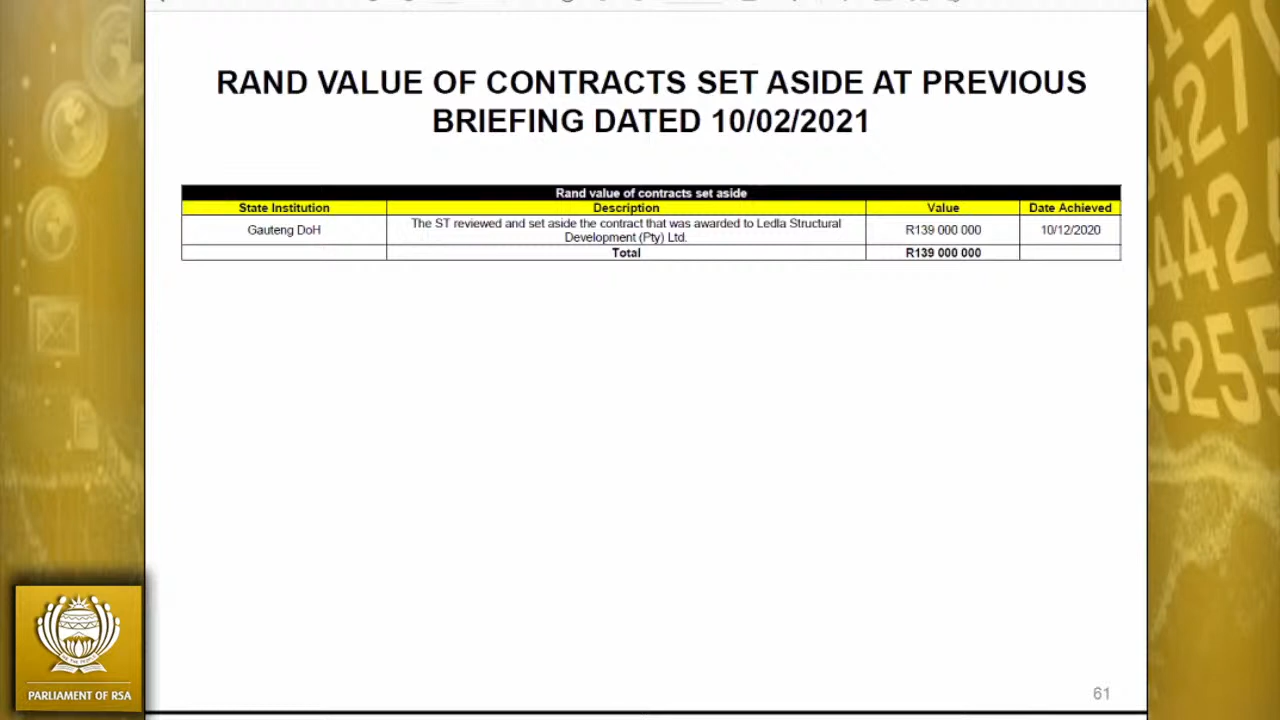 RAND VALUE OF CONTRACTS SET ASIDE AT PREVIOUS
BRIEFING DATED 10/02/2021
Rand value of contracts set aside
State Institution Description Value Date Achieved
Gauteng DoH The ST reviewed and set aside the contract that was awarded to Ledla Structural R139 000 000 10/12/2020
Development (Pty) Ltd.
Total R139 000 000
PARLIAMENT OF RSA
61